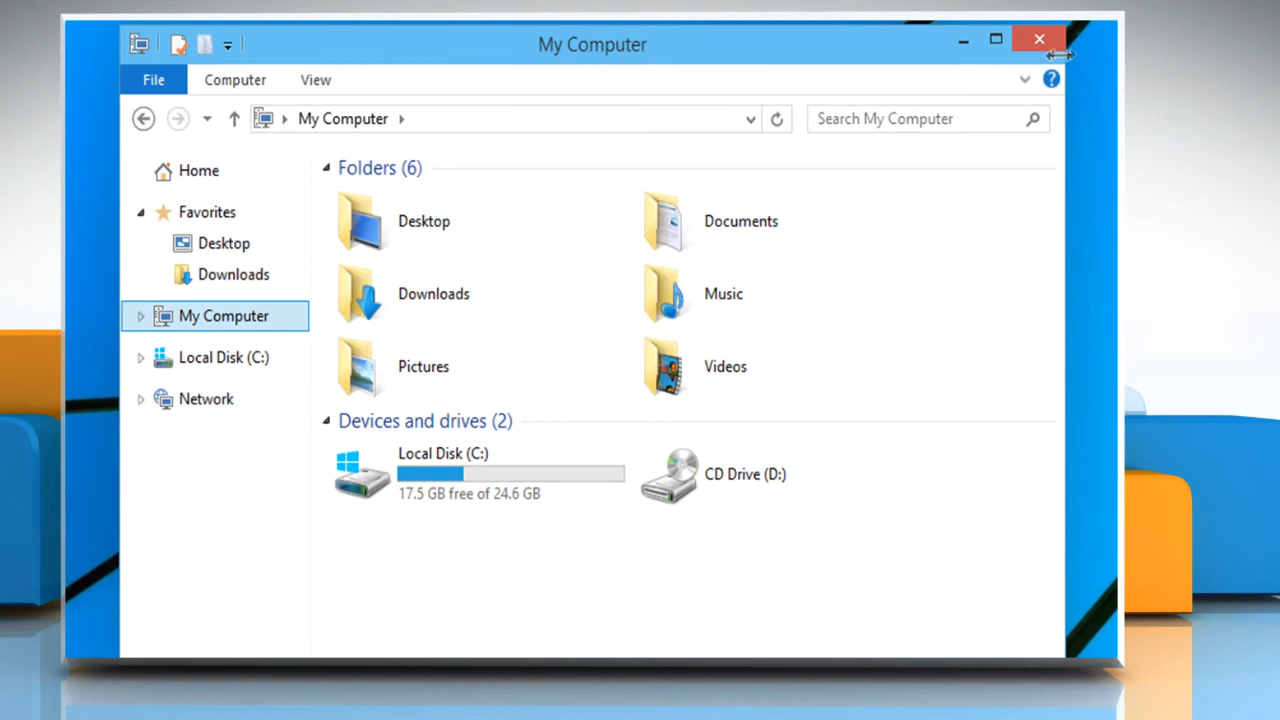 My Computer
File Computer View
My Computer
Search My Computer
Home
Favorites
Desktop
Downloads
My Computer
Local Disk (C:)
Network
Folders (6)
Desktop
Documents
Downloads
Music
Pictures
Videos
Devices and drives (2)
Local Disk (C:)
17.5 GB free of 24.6 GB
CD Drive (D:)